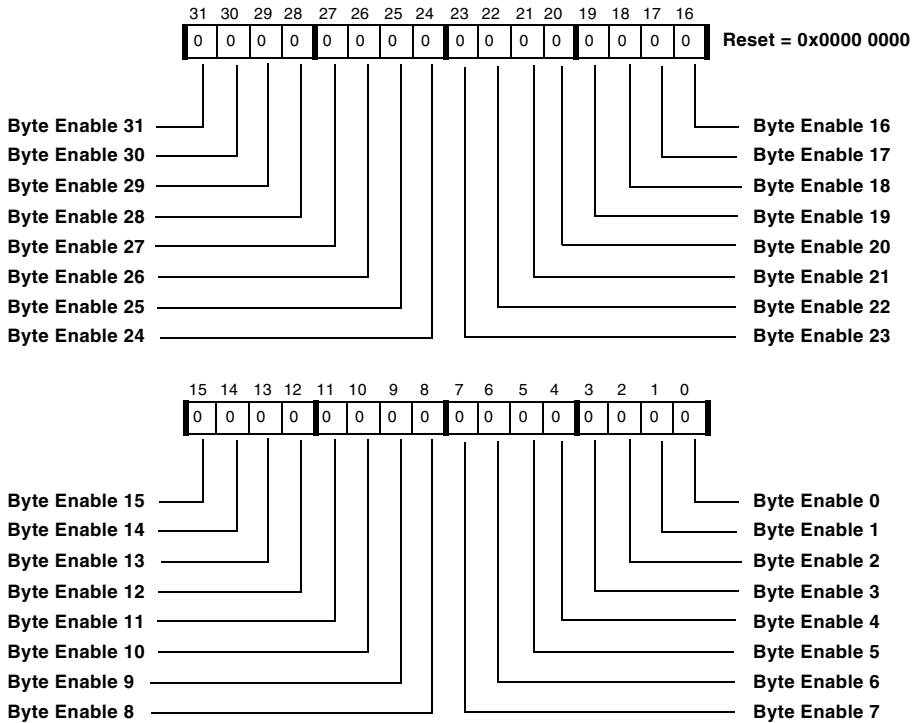 31 30 29 28 27 26 25 24 23 22 21 20 19 18 17 16
0 0 0 0 0 0 0 0 0 0 0 0 0 0 0 0 Reset = 0x0000 0000
Byte Enable 31 Byte Enable 16
Byte Enable 30 Byte Enable 17
Byte Enable 29 Byte Enable 18
Byte Enable 28 Byte Enable 19
Byte Enable 27 Byte Enable 20
Byte Enable 26 Byte Enable 21
Byte Enable 25 Byte Enable 22
Byte Enable 24 Byte Enable 23
15 14 13 12 11 10 9 8 7 6 5 4 3 2 1 0
0 0 0 0 0 0 0 0 0 0 0 0 0 0 0 0
Byte Enable 15 Byte Enable 0
Byte Enable 14 Byte Enable 1
Byte Enable 13 Byte Enable 2
Byte Enable 12 Byte Enable 3
Byte Enable 11 Byte Enable 4
Byte Enable 10 Byte Enable 5
Byte Enable 9 Byte Enable 6
Byte Enable 8 Byte Enable 7